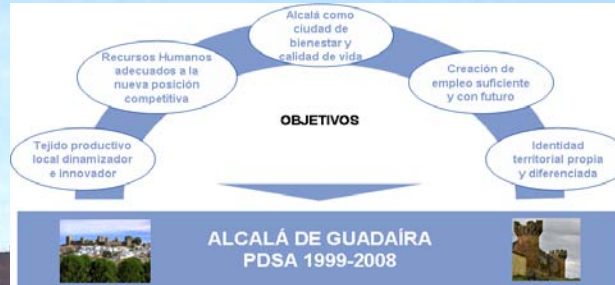 Alcalá como
ciudad de
bienestar y
calidad de vida
Recursos Humanos
adecuados a la
nueva posición
competitiva
Creación de
empleo suficiente
y con futuro
OBJETIVOS
Tejido productivo
local dinamizador
e innovador
Identidad
territorial propia
y diferenciada
ALCALÁ DE GUADAÍRA
PDSA 1999-2008